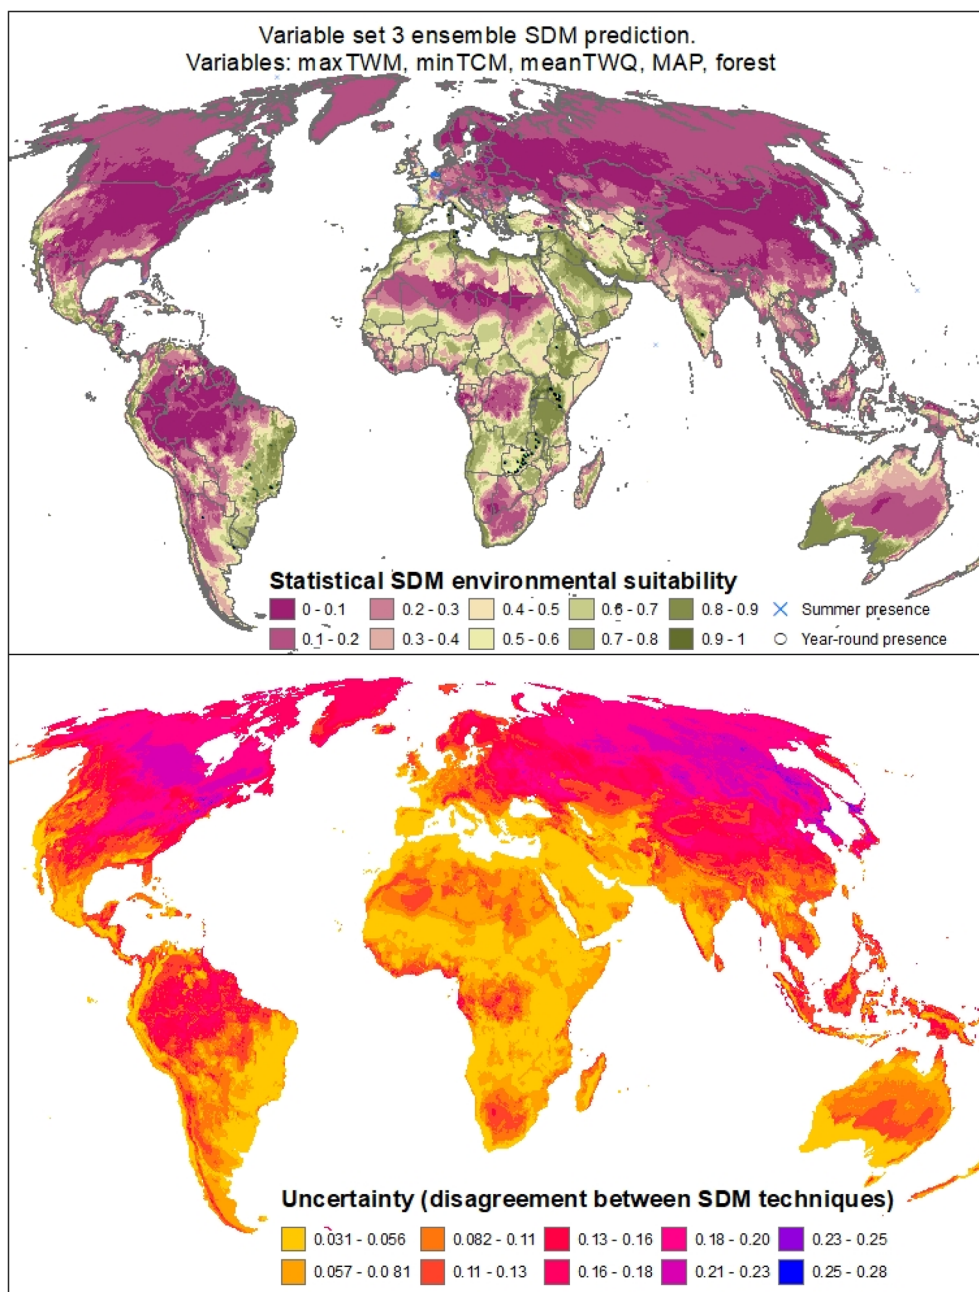 Variable set 3 ensemble SDM prediction.
Variables: maxTWM, minTCM, meanTWQ, MAP, forest
Statistical SDM environmental suitability
0 - 0.1
0.2 - 0.3
0.4 - 0.5
0.6 - 0.7
0.8 - 0.9
Summer presence
0.1 - 0.2
0.3 - 0.4
0.5 - 0.6
0.7 - 0.8
0.9 - 1
Year-round presence
Uncertainty (disagreement between SDM techniques)
0.031 - 0.056
0.082 - 0.11
0.13 - 0.16
0.18 - 0.20
0.23 - 0.25
0.057 - 0.081
0.11 - 0.13
0.16 - 0.18
0.21 - 0.23
0.25 - 0.28